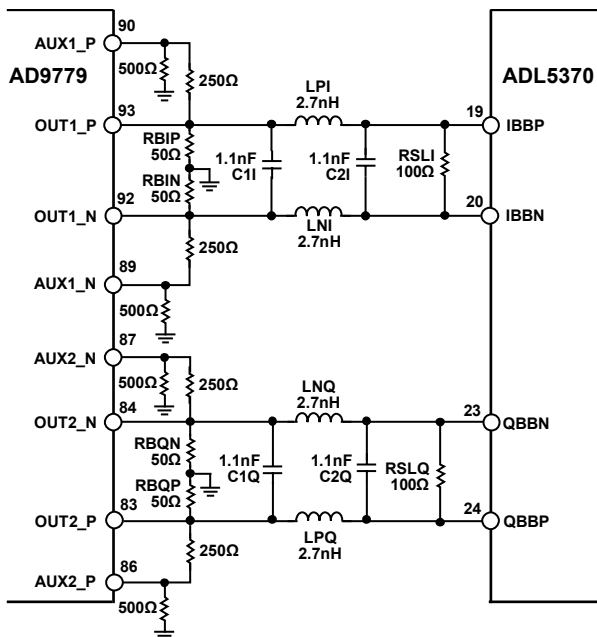 90
AUX1_P
AD9779
ADL5370
500Ω
250Ω
93
LPI
2.7nH
19
OUT1_P
IBBP
RBIP
50Ω
1.1nF
C1I
1.1nF
C2I
RSLI
100Ω
RBIN
50Ω
92
20
OUT1_N
IBBN
LNI
2.7nH
250Ω
89
AUX1_N
500Ω
87
AUX2_N
500Ω
250Ω
84
LNQ
2.7nH
23
OUT2_N
QBBN
RBQN
50Ω
1.1nF
C1Q
1.1nF
C2Q
RSLQ
100Ω
RBQP
50Ω
83
24
OUT2_P
QBBP
LPQ
2.7nH
250Ω
86
AUX2_P
500Ω